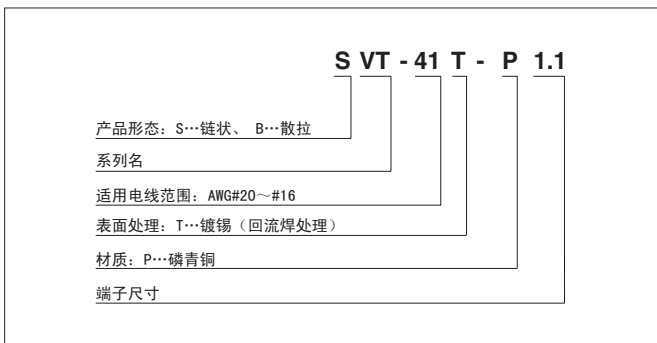 S VT - 41 T - P 1.1
产品形态：S…链状、 B…散拉
系列名
适用电线范围：AWG#20～#16
表面处理：T…镀锡（回流焊处理）
材质：P…磷青铜
端子尺寸